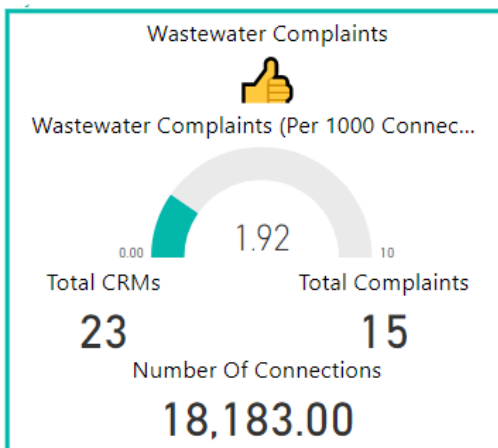 Wastewater Complaints
Wastewater Complaints (Per 1000 Connec...
1.92
0.00 10
Total CRMs Total Complaints
23 15
Number Of Connections
18,183.00